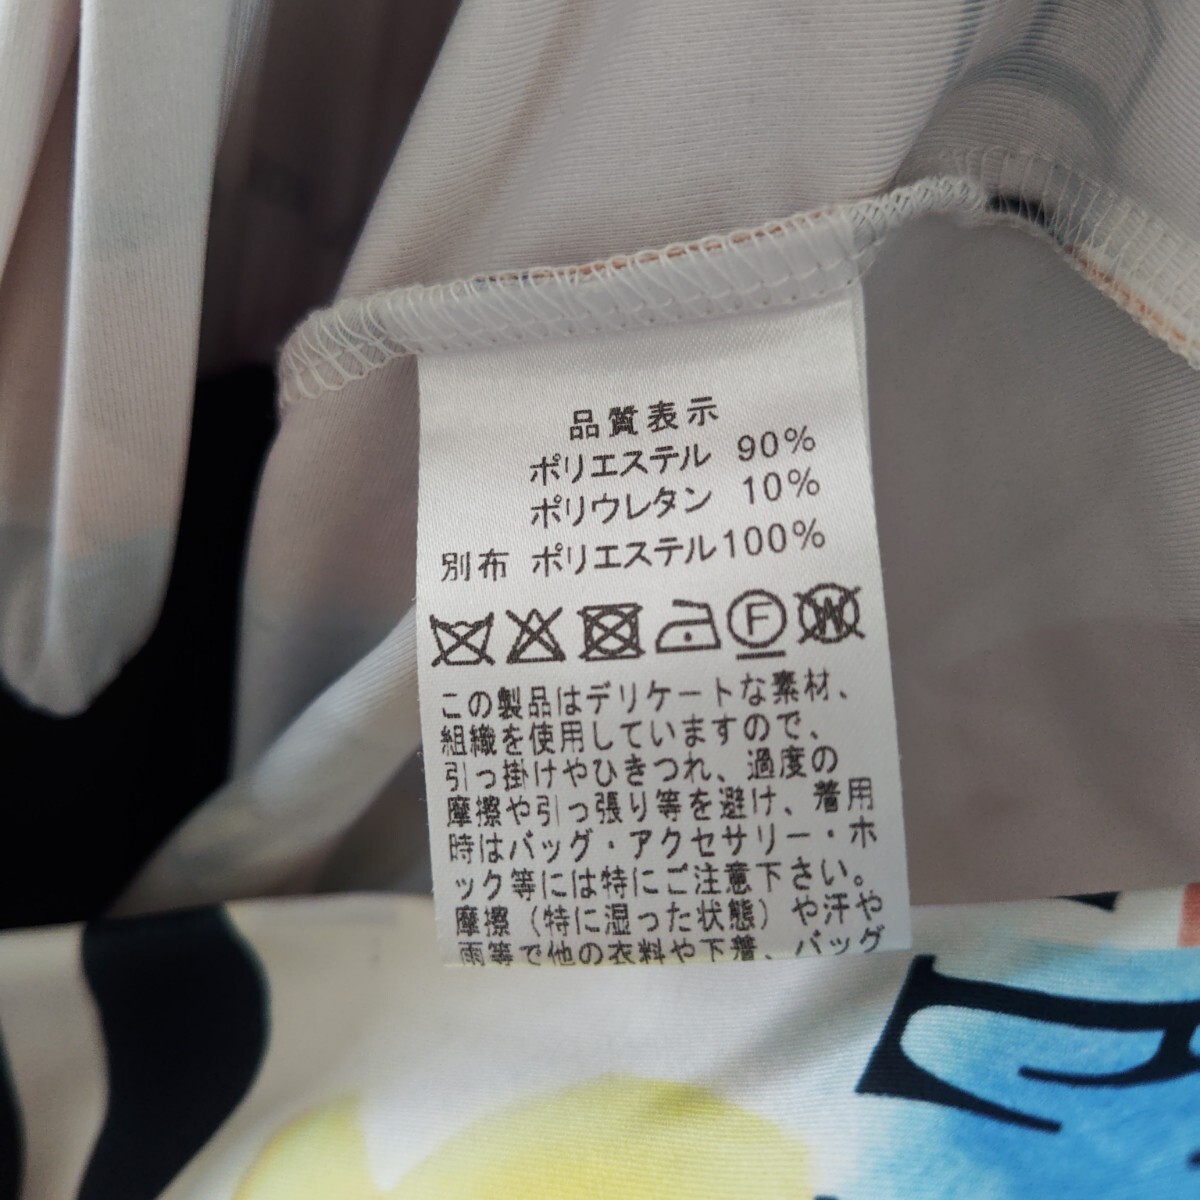 品質表示
ポリエステル 90%
ポリウレタン 10%
別布 ポリエステル100%
F W
この製品はデリケートな素材、
組織を使用していますので、
引っ掛けやひきつれ、過度の
摩擦や引っ張り等を避け、着用
時はバッグ・アクセサリー・ホ
ック等には特にご注意下さい。
摩擦（特に湿った状態）や汗や
雨等で他の衣料や下着、バッグ